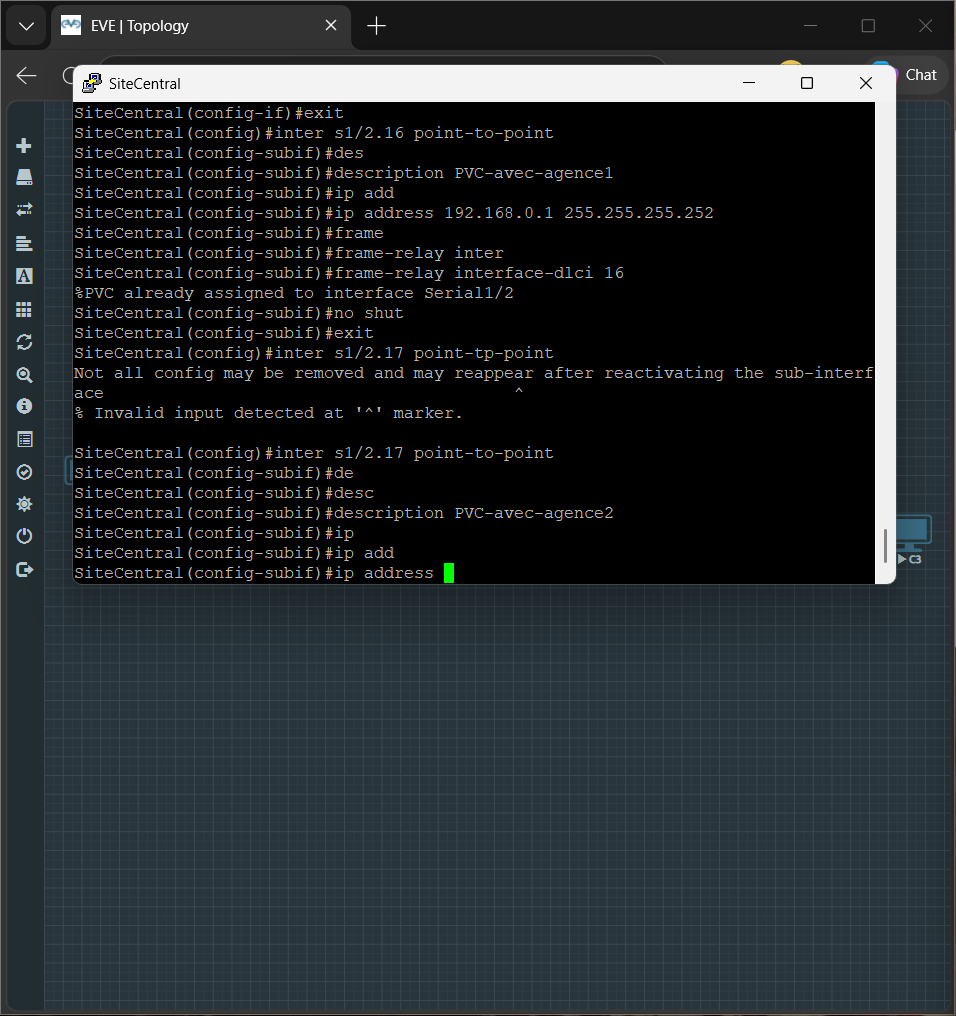 EVE | Topology
Chat
SiteCentral
SiteCentral(config-if)#exit
SiteCentral(config)#inter s1/2.16 point-to-point
SiteCentral(config-subif)#des
SiteCentral(config-subif)#description PVC-avec-agence1
SiteCentral(config-subif)#ip add
SiteCentral(config-subif)#ip address 192.168.0.1 255.255.255.252
SiteCentral(config-subif)#frame
SiteCentral(config-subif)#frame-relay inter
SiteCentral(config-subif)#frame-relay interface-dlci 16
%PVC already assigned to interface Serial1/2
SiteCentral(config-subif)#no shut
SiteCentral(config-subif)#exit
SiteCentral(config)#inter s1/2.17 point-tp-point
Not all config may be removed and may reappear after reactivating the sub-interf
ace ^
% Invalid input detected at '^' marker.
SiteCentral(config)#inter s1/2.17 point-to-point
SiteCentral(config-subif)#de
SiteCentral(config-subif)#desc
SiteCentral(config-subif)#description PVC-avec-agence2
SiteCentral(config-subif)#ip
SiteCentral(config-subif)#ip add
SiteCentral(config-subif)#ip address
C3